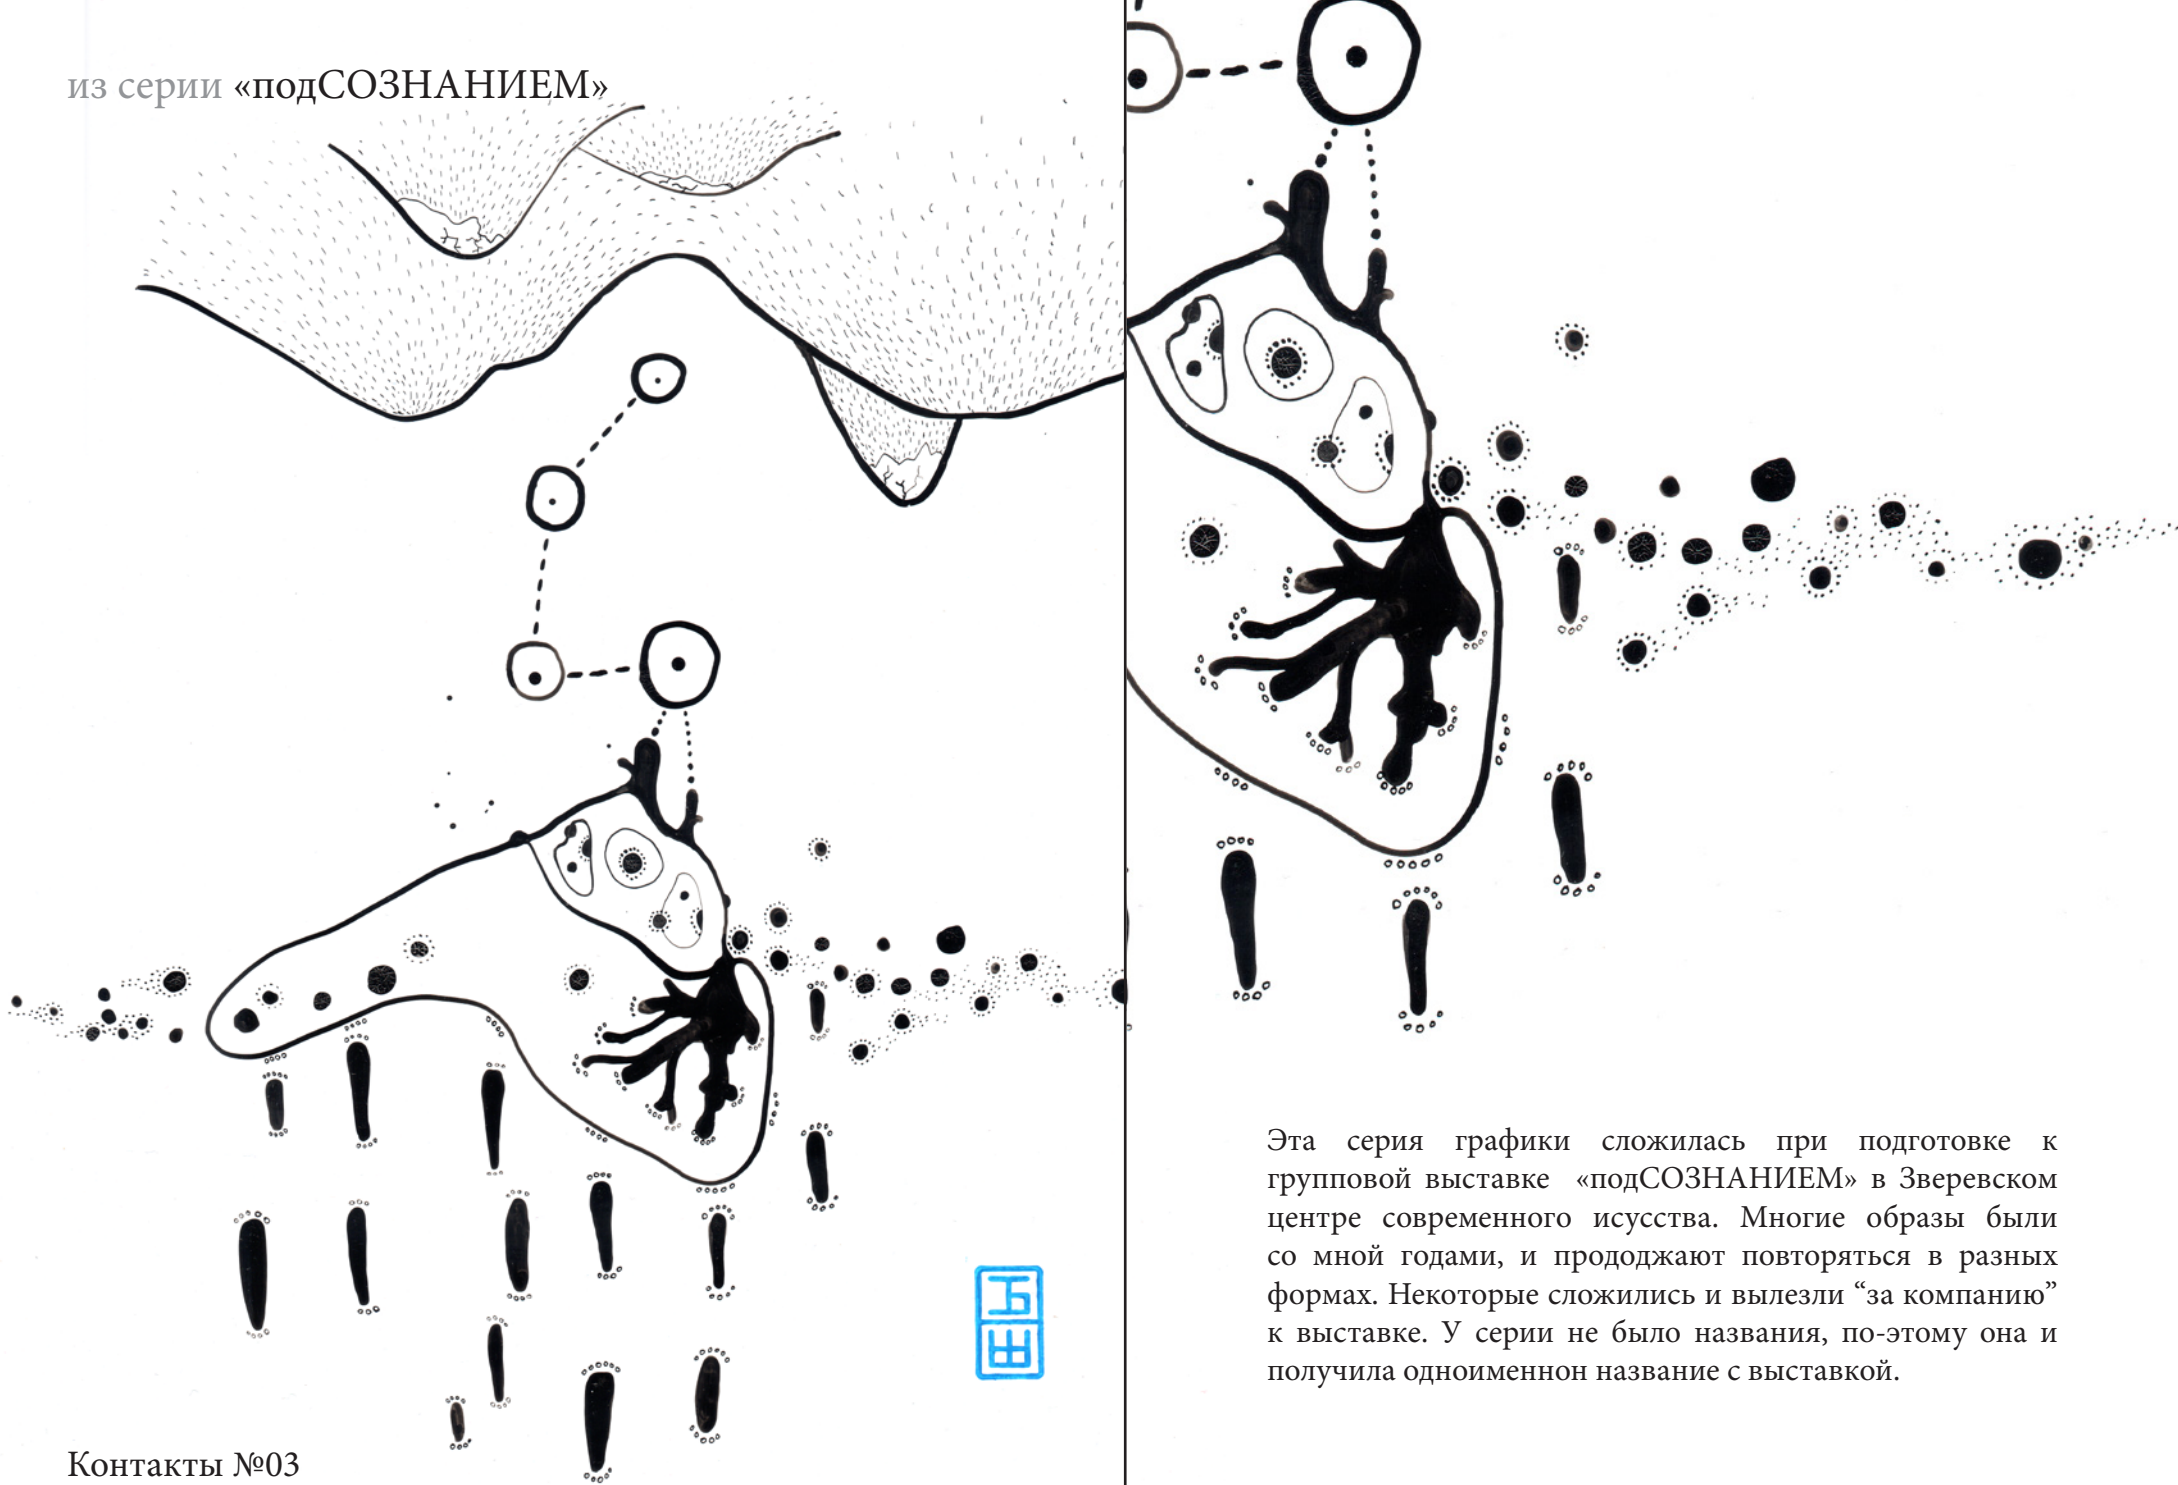 из серии «подСОЗНАНИЕМ»
Контакты №03
Эта серия графики сложилась при подготовке к
групповой выставке «подСОЗНАНИЕМ» в Зверевском
центре современного исусства. Многие образы были
со мной годами, и прододжают повторяться в разных
формах. Некоторые сложились и вылезли “за компанию”
к выставке. У серии не было названия, по-этому она и
получила одноименнон название с выставкой.